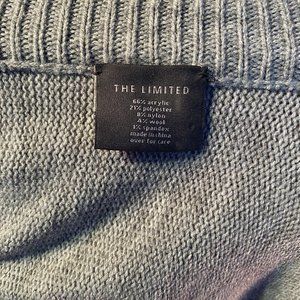 THE LIMITED
66% acrylic
21% polyester
8% nylon
4% wool
1% spandex
made in china
over for care